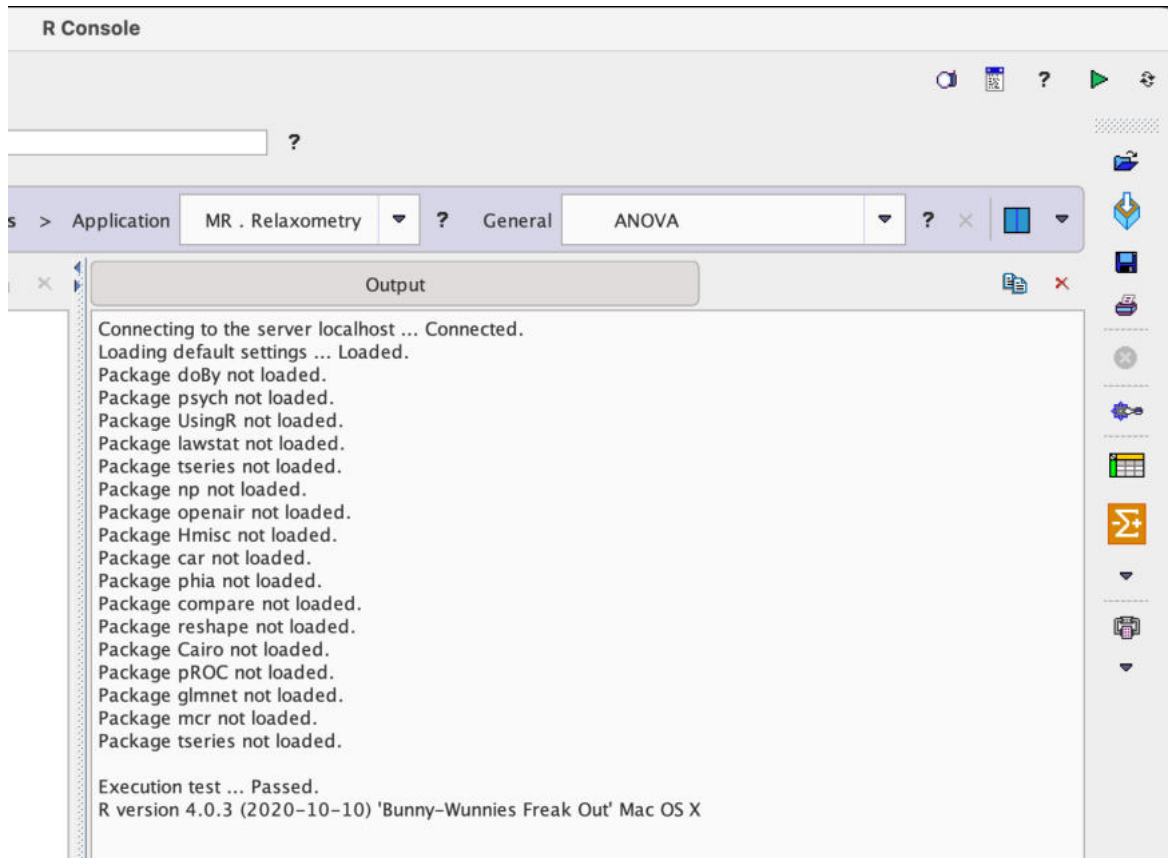 R Console
?
?
s > Application MR . Relaxometry ? General ANOVA ?
Output
Connecting to the server localhost ... Connected.
Loading default settings ... Loaded.
Package doBy not loaded.
Package psych not loaded.
Package UsingR not loaded.
Package lawstat not loaded.
Package tseries not loaded.
Package np not loaded.
Package openair not loaded.
Package Hmisc not loaded.
Package car not loaded.
Package phia not loaded.
Package compare not loaded.
Package reshape not loaded.
Package Cairo not loaded.
Package pROC not loaded.
Package glmnet not loaded.
Package mcr not loaded.
Package tseries not loaded.
Execution test ... Passed.
R version 4.0.3 (2020-10-10) 'Bunny-Wunnies Freak Out' Mac OS X